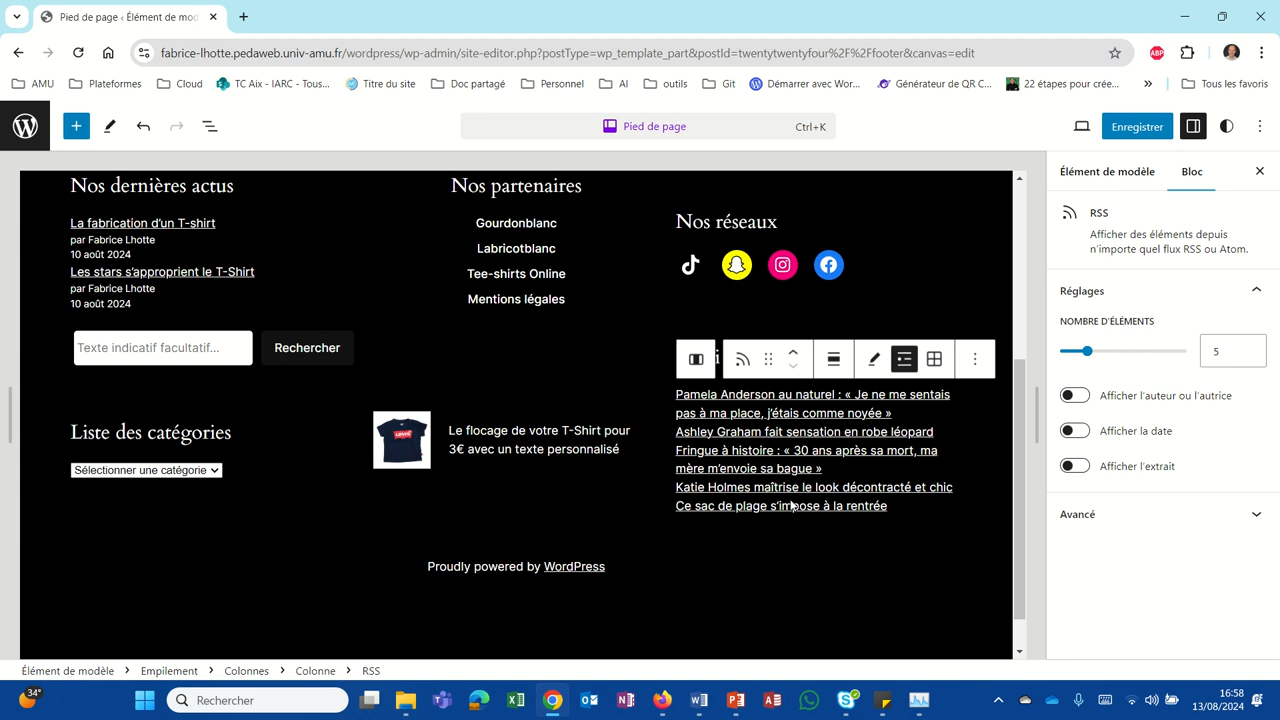 Pied de page ‹ Élément de mod
fabrice-lhotte.pedaweb.univ-amu.fr/wordpress/wp-admin/site-editor.php?postType=wp_template_part&postId=twentytwentyfour%2F%2Ffooter&canvas=edit
ABP
AMU
Plateformes
Cloud
TC Aix - IARC - Tous...
Titre du site
Doc partagé
Personnel
AI
outils
Git
Démarrer avec Wor...
Générateur de QR C...
22 étapes pour crée...
»
Tous les favoris
Pied de page
Ctrl+K
Enregistrer
Élément de modèle
Bloc
RSS
Afficher des éléments depuis
n'importe quel flux RSS ou Atom.
Réglages
NOMBRE D'ÉLÉMENTS
5
Afficher l'auteur ou l'autrice
Afficher la date
Afficher l'extrait
Avancé
Nos dernières actus
La fabrication d'un T-shirt
par Fabrice Lhotte
10 août 2024
Les stars s'approprient le T-Shirt
par Fabrice Lhotte
10 août 2024
Texte indicatif facultatif...
Rechercher
Nos partenaires
Gourdonblanc
Labricotblanc
Tee-shirts Online
Mentions légales
Nos réseaux
Pamela Anderson au naturel : « Je ne me sentais
pas à ma place, j'étais comme noyée »
Ashley Graham fait sensation en robe léopard
Fringue à histoire : « 30 ans après sa mort, ma
mère m'envoie sa bague »
Katie Holmes maîtrise le look décontracté et chic
Ce sac de plage s'impose à la rentrée
Liste des catégories
Sélectionner une catégorie
Le flocage de votre T-Shirt pour
3€ avec un texte personnalisé
Proudly powered by WordPress
Élément de modèle
Empilement
Colonnes
Colonne
RSS
34°
Rechercher
16:58
13/08/2024